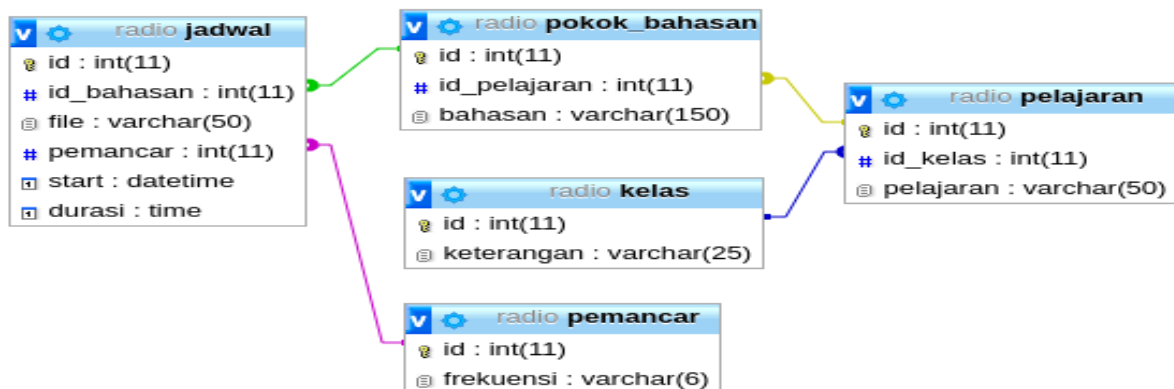 radio jadwal
id : int(11)
id_bahasan : int(11)
file : varchar(50)
pemancar : int(11)
start : datetime
durasi : time
radio pokok_bahasan
id : int(11)
id_pelajaran : int(11)
bahasan : varchar(150)
radio pelajaran
id : int(11)
id_kelas : int(11)
pelajaran : varchar(50)
radio kelas
id : int(11)
keterangan : varchar(25)
radio pemancar
id : int(11)
frekuensi : varchar(6)